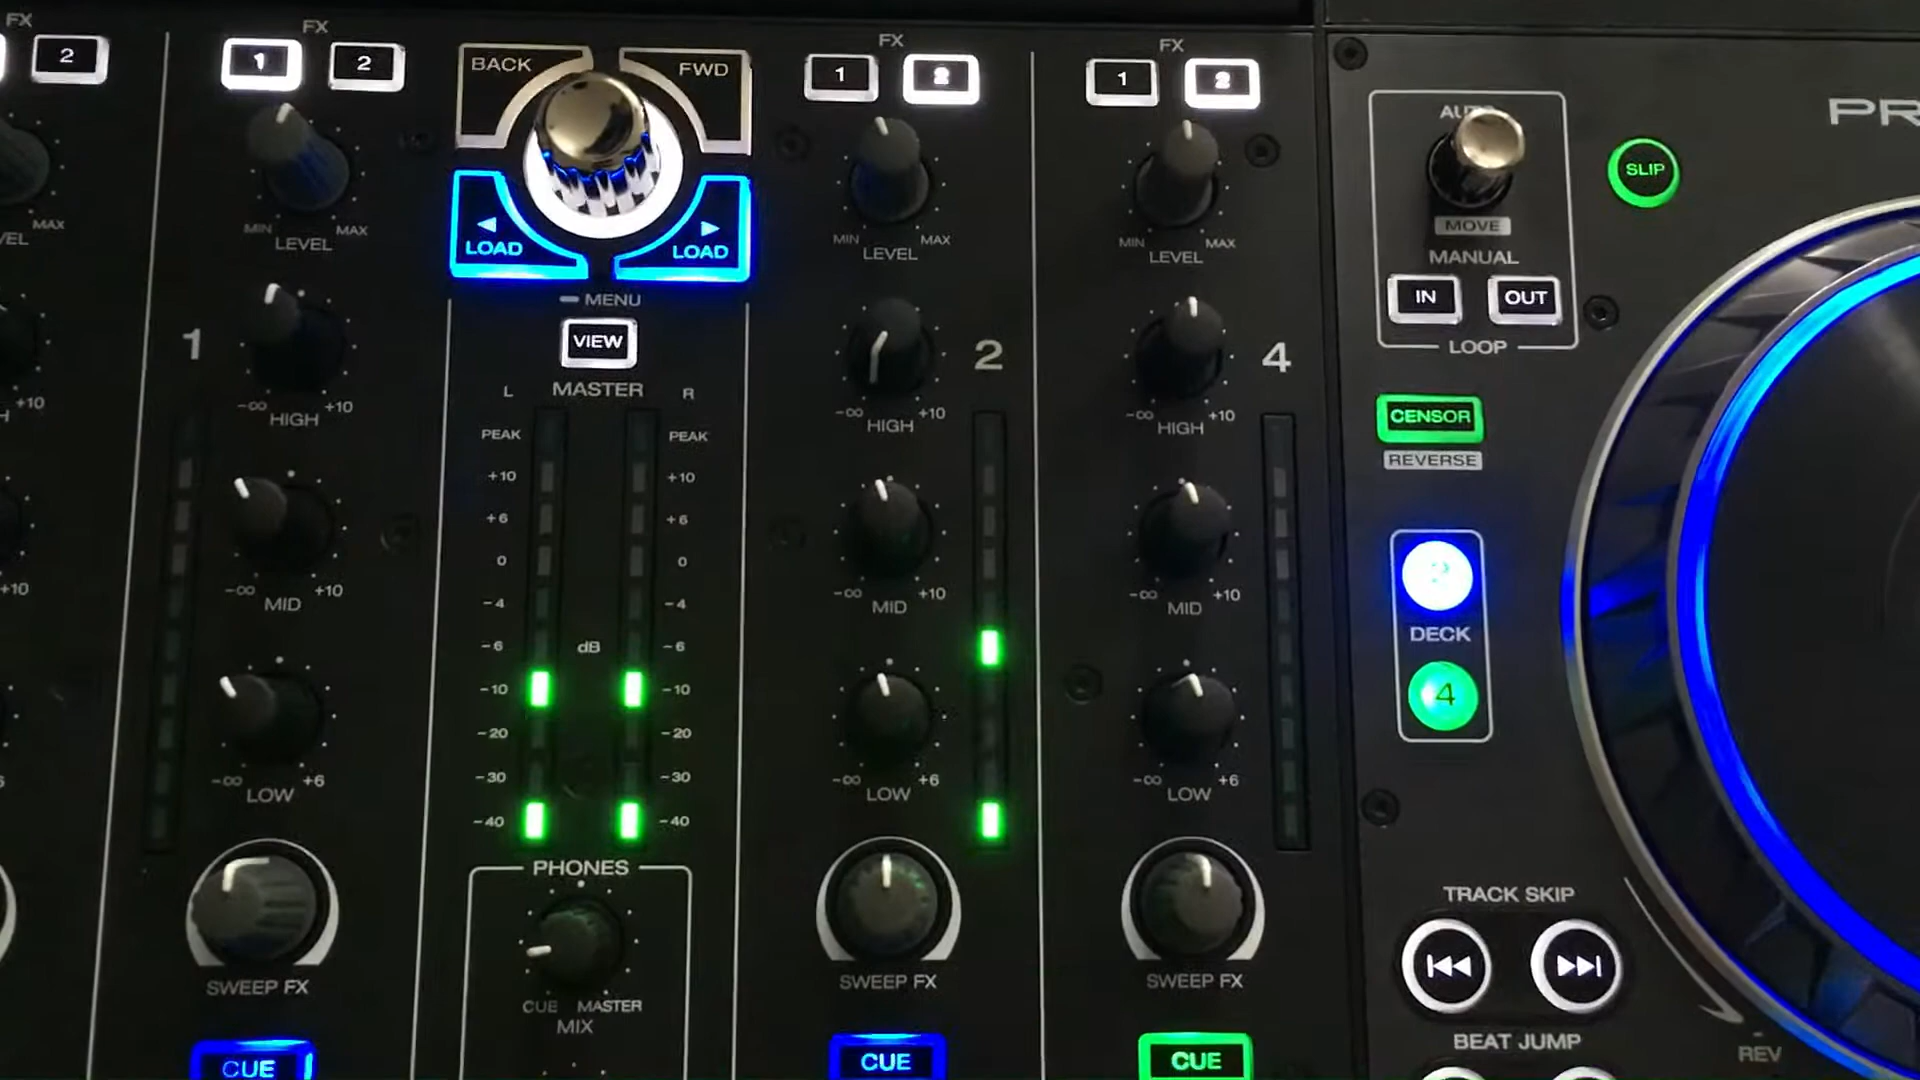 FX
2
MAX
+10
+10
FX
1
2
MIN
MAX
LEVEL
1
-∞
+10
HIGH
-∞
+10
MID
-∞
+6
LOW
SWEEP FX
CUE
BACK
FWD
LOAD
LOAD
MENU
VIEW
MASTER
L
R
PEAK
PEAK
+10
+10
+6
+6
0
0
-4
-4
-6
dB
-6
-10
-10
-20
-20
-30
-30
-40
-40
PHONES
CUE
MASTER
MIX
FX
1
2
MIN
MAX
LEVEL
2
-∞
+10
HIGH
-∞
+10
MID
-∞
+6
LOW
SWEEP FX
CUE
FX
1
2
MIN
MAX
LEVEL
4
-∞
+10
HIGH
-∞
+10
MID
-∞
+6
LOW
SWEEP FX
CUE
AUTO
MOVE
MANUAL
IN
OUT
LOOP
SLIP
PR
CENSOR
REVERSE
2
DECK
4
TRACK SKIP
BEAT JUMP
REV